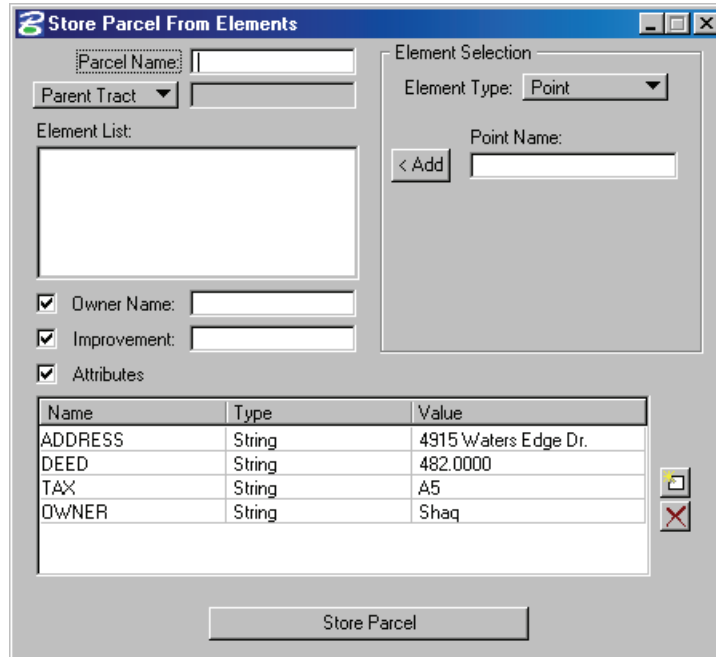 Store Parcel From Elements
Parcel Name:
Parent Tract
Element List:
Element Selection
Element Type: Point
Point Name:
< Add
Owner Name:
Improvement:
Attributes
Name Type Value
ADDRESS String 4915 Waters Edge Dr.
DEED String 482.0000
TAX String A5
OWNER String Shaq
Store Parcel